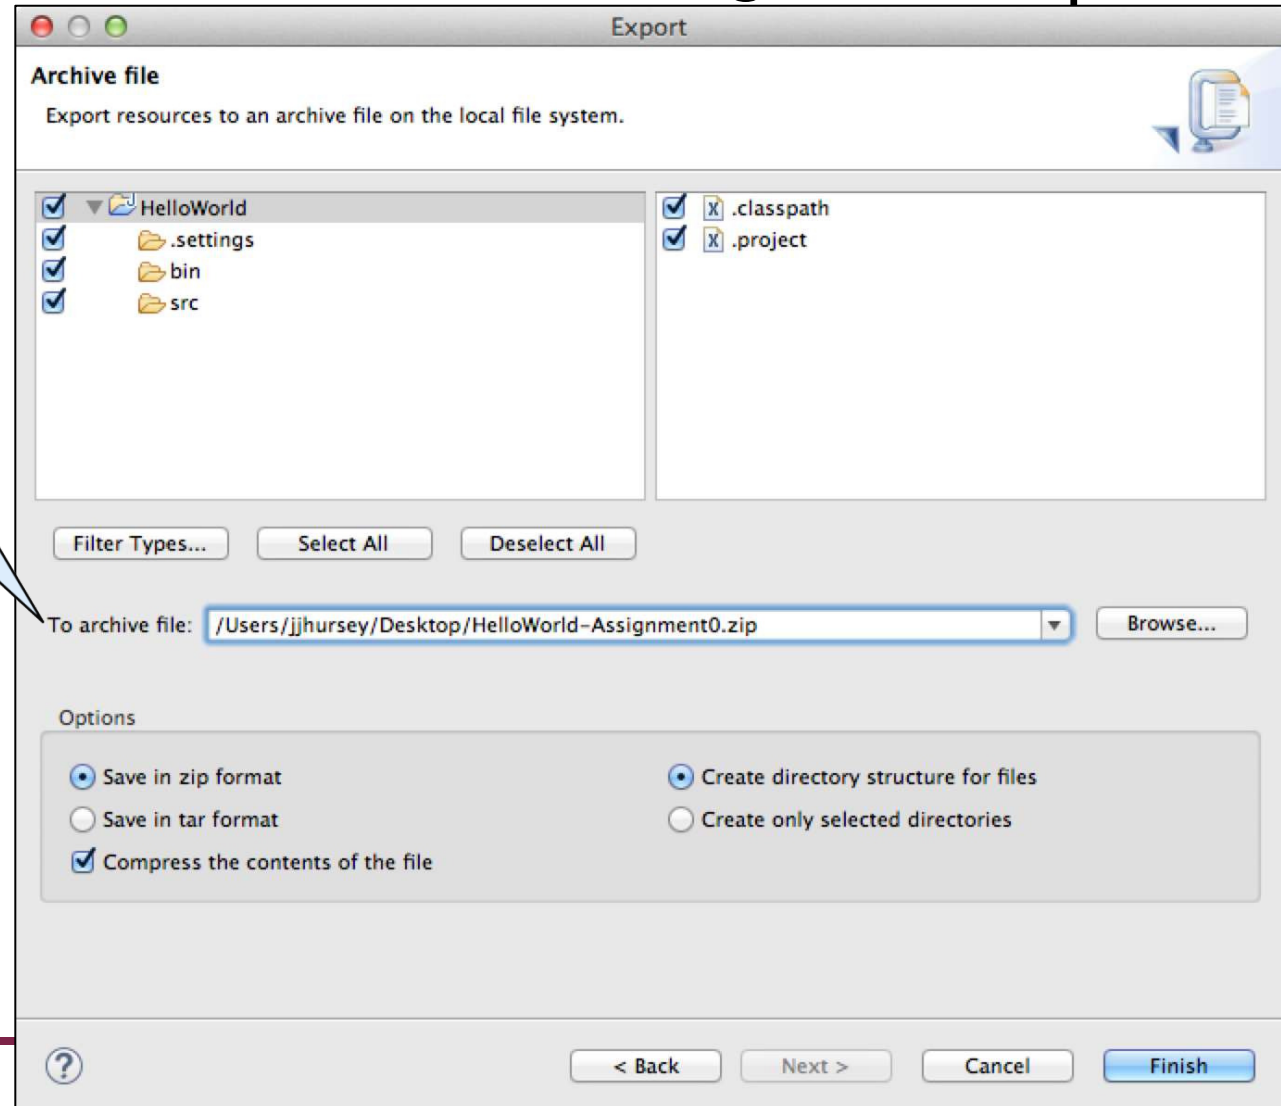 Export
Archive file
Export resources to an archive file on the local file system.
HelloWorld
.settings
bin
src
.classpath
.project
Filter Types...
Select All
Deselect All
To archive file: /Users/jjhursey/Desktop/HelloWorld-Assignment0.zip Browse...
Options
Save in zip format
Create directory structure for files
Save in tar format
Create only selected directories
Compress the contents of the file
? < Back Next > Cancel Finish